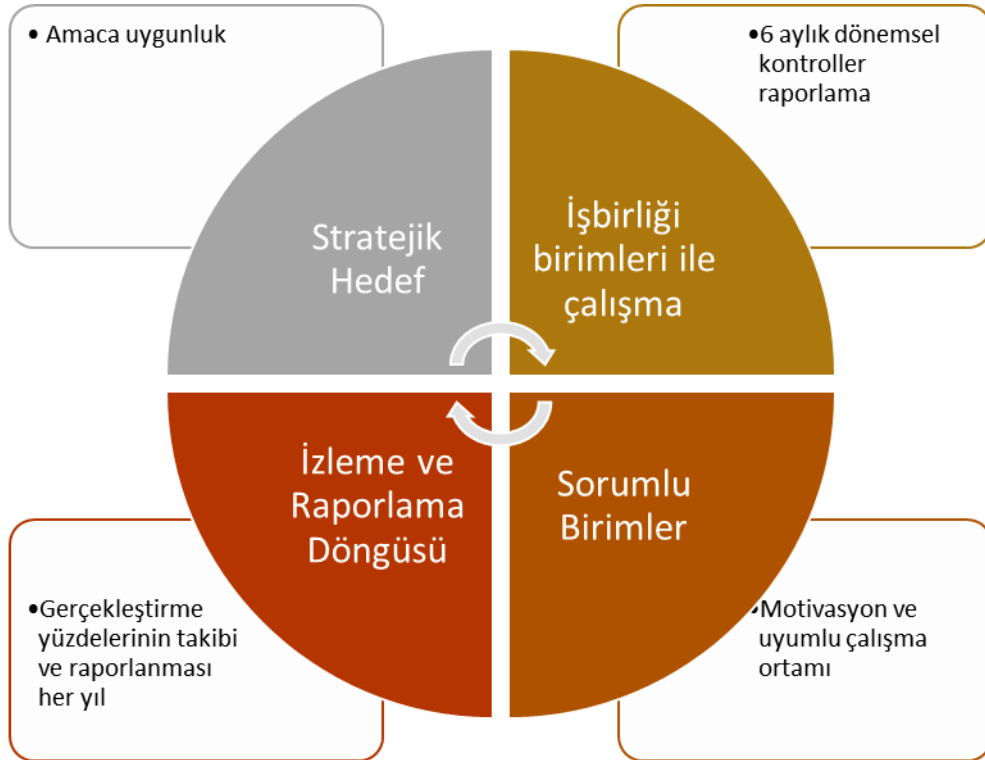 • Amaca uygunluk
•6 aylık dönemsel
kontroller
raporlama
Stratejik
Hedef
İşbirliği
birimleri ile
çalışma
İzleme ve
Raporlama
Döngüsü
Sorumlu
Birimler
•Gerçekleştirme
yüzdelerinin takibi
ve raporlanması
her yıl
•Motivasyon ve
uyumlu çalışma
ortamı